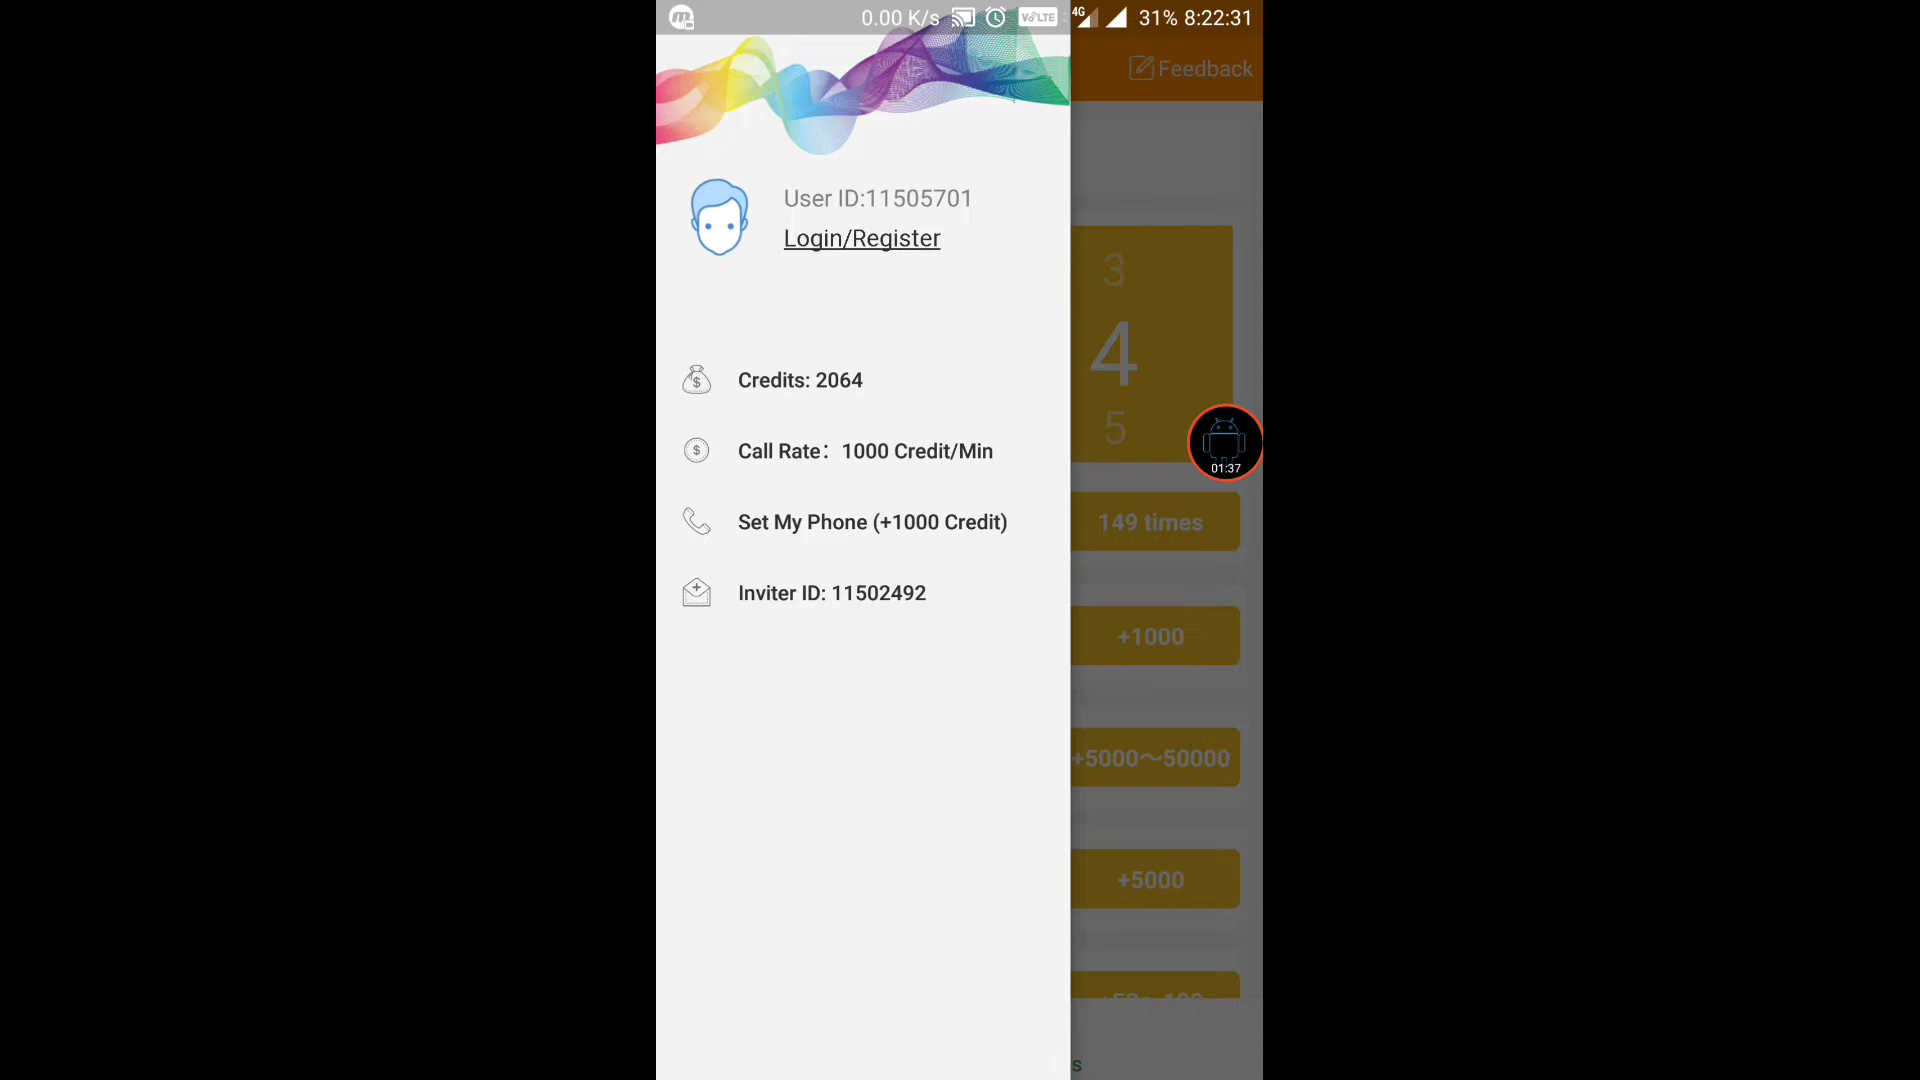 0.00 K/s VoLTE 4G 31% 8:22:31
Feedback
User ID:11505701
Login/Register
3
4
5
01:37
Credits: 2064
Call Rate: 1000 Credit/Min
Set My Phone (+1000 Credit)
Inviter ID: 11502492
149 times
+1000
+5000～50000
+5000
s